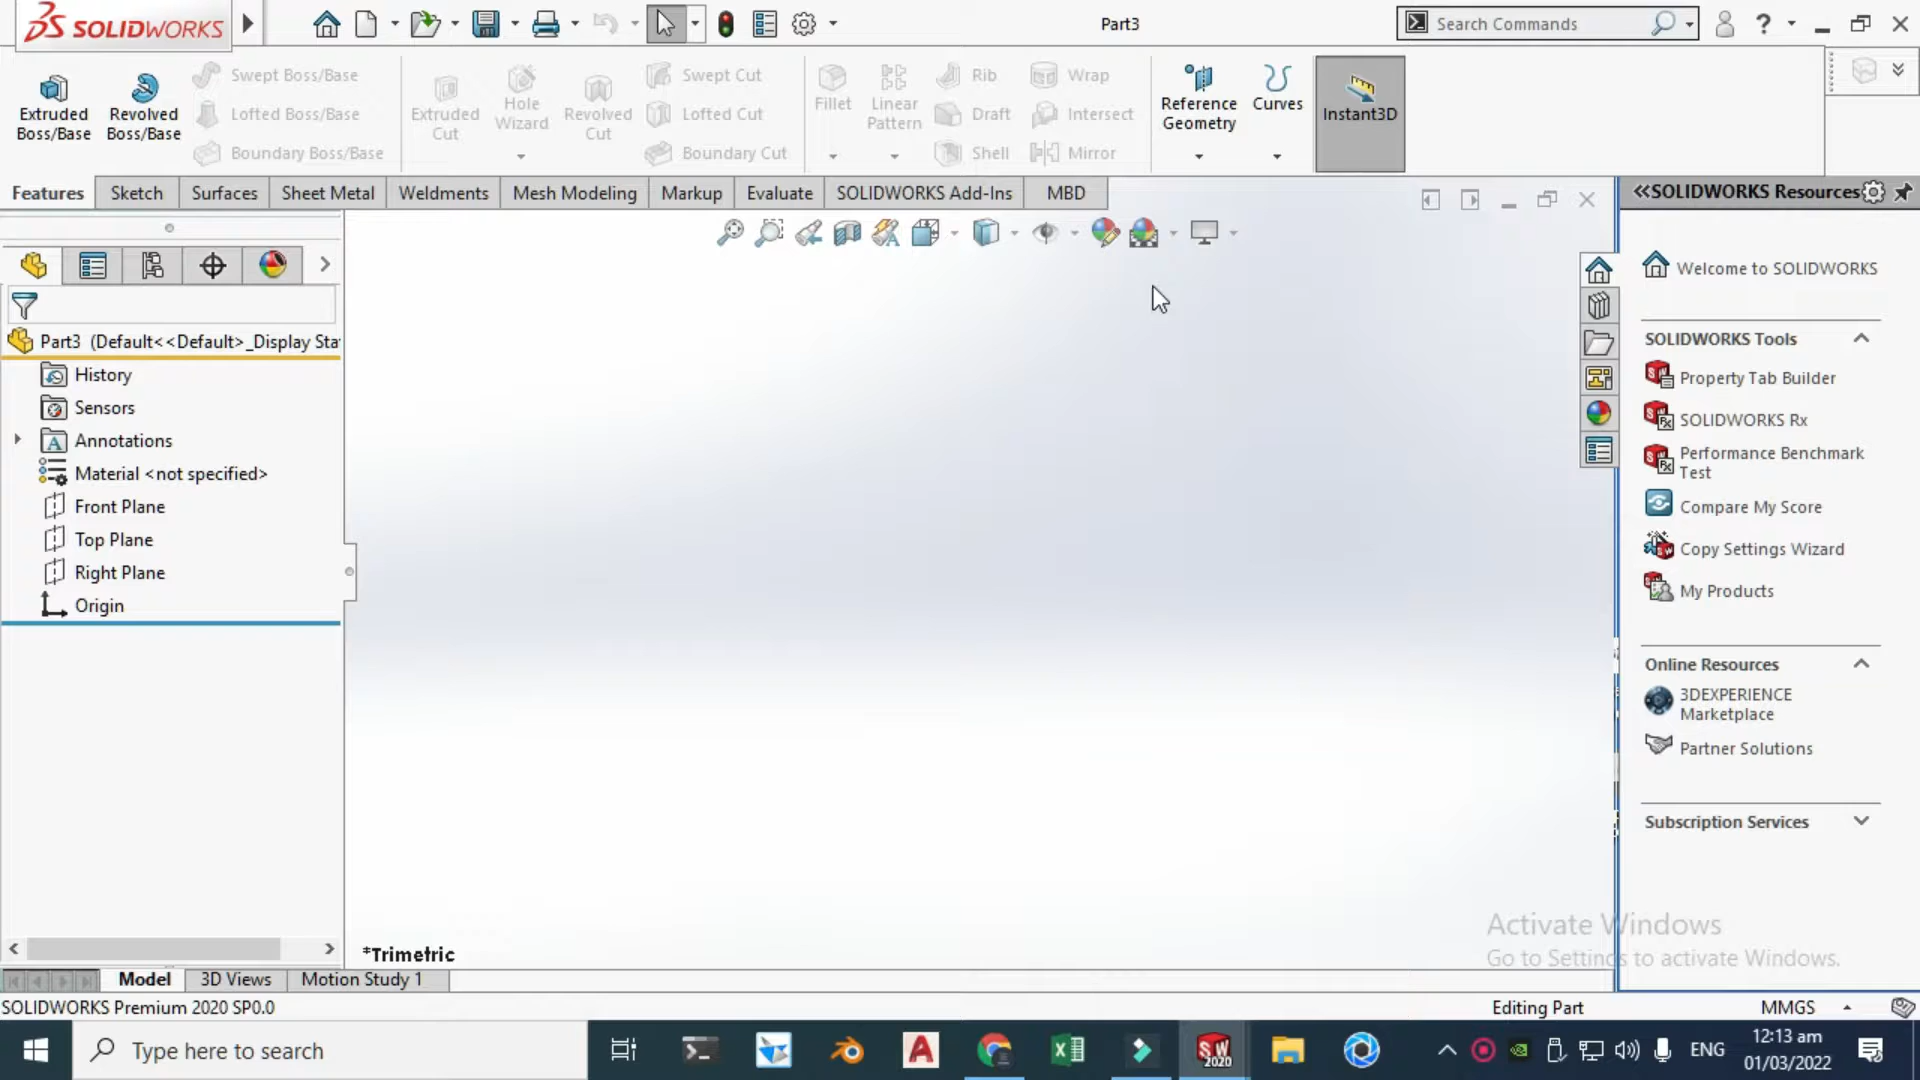 SOLIDWORKS
Part3
Search Commands
Extruded Boss/Base
Revolved Boss/Base
Swept Boss/Base
Lofted Boss/Base
Boundary Boss/Base
Extruded Cut
Hole Wizard
Revolved Cut
Swept Cut
Lofted Cut
Boundary Cut
Fillet
Linear Pattern
Rib
Draft
Shell
Wrap
Intersect
Mirror
Reference Geometry
Curves
Instant3D
Features
Sketch
Surfaces
Sheet Metal
Weldments
Mesh Modeling
Markup
Evaluate
SOLIDWORKS Add-Ins
MBD
SOLIDWORKS Resources
Part3 (Default<<Default>_Display Sta
History
Sensors
Annotations
Material <not specified>
Front Plane
Top Plane
Right Plane
Origin
Welcome to SOLIDWORKS
SOLIDWORKS Tools
Property Tab Builder
SOLIDWORKS Rx
Performance Benchmark
Test
Compare My Score
Copy Settings Wizard
My Products
Online Resources
3DEXPERIENCE
Marketplace
Partner Solutions
Subscription Services
Activate Windows
Go to Settings to activate Windows.
*Trimetric
Model
3D Views
Motion Study 1
SOLIDWORKS Premium 2020 SP0.0
Editing Part
MMGS
Type here to search
SW
2020
ENG
12:13 am
01/03/2022